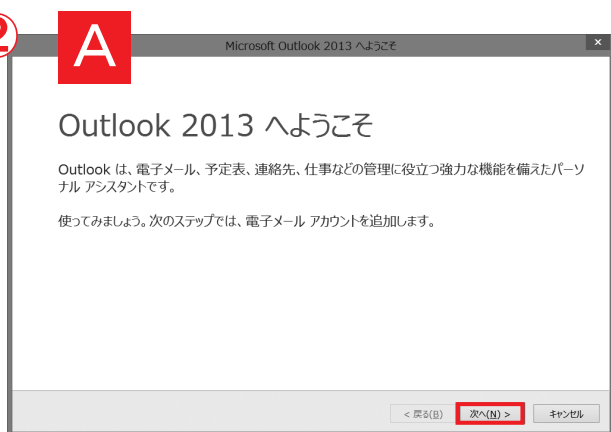 ②
A
Microsoft Outlook 2013 へようこそ
×
Outlook 2013 へようこそ
Outlook は、電子メール、予定表、連絡先、仕事などの管理に役立つ強力な機能を備えたパーソ
ナル アシスタントです。
使ってみましょう。次のステップでは、電子メール アカウントを追加します。
< 戻る(B) 次へ(N) > キャンセル